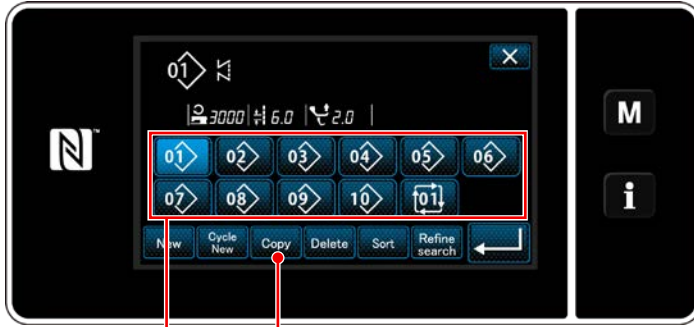 01
3000 6.0 2.0
N
M
01 02 03 04 05 06
07 08 09 10 01
i
New Cycle New Copy Delete Sort Refine search